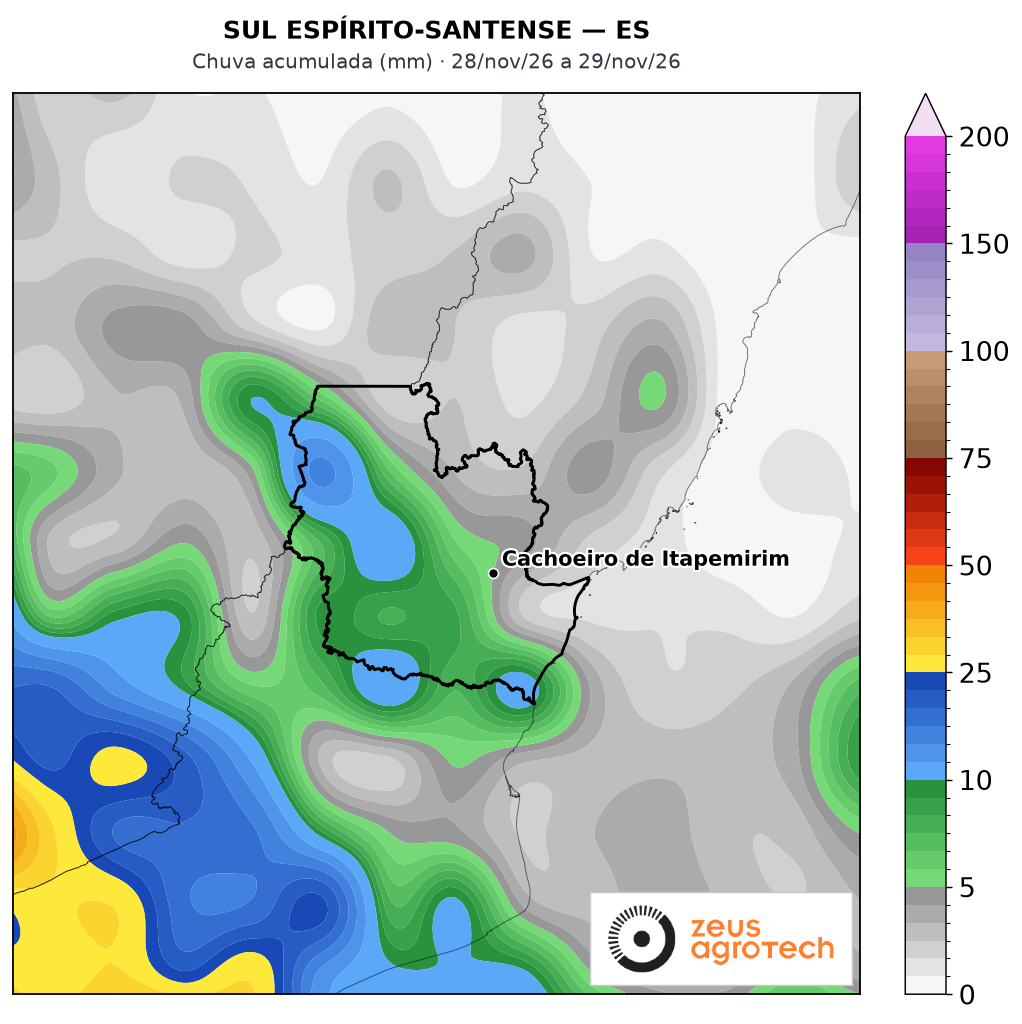 SUL ESPÍRITO-SANTENSE — ES
Chuva acumulada (mm) · 28/nov/26 a 29/nov/26
200
150
100
75
50
25
10
5
0
Cachoeiro de Itapemirim
zeus
agrotech